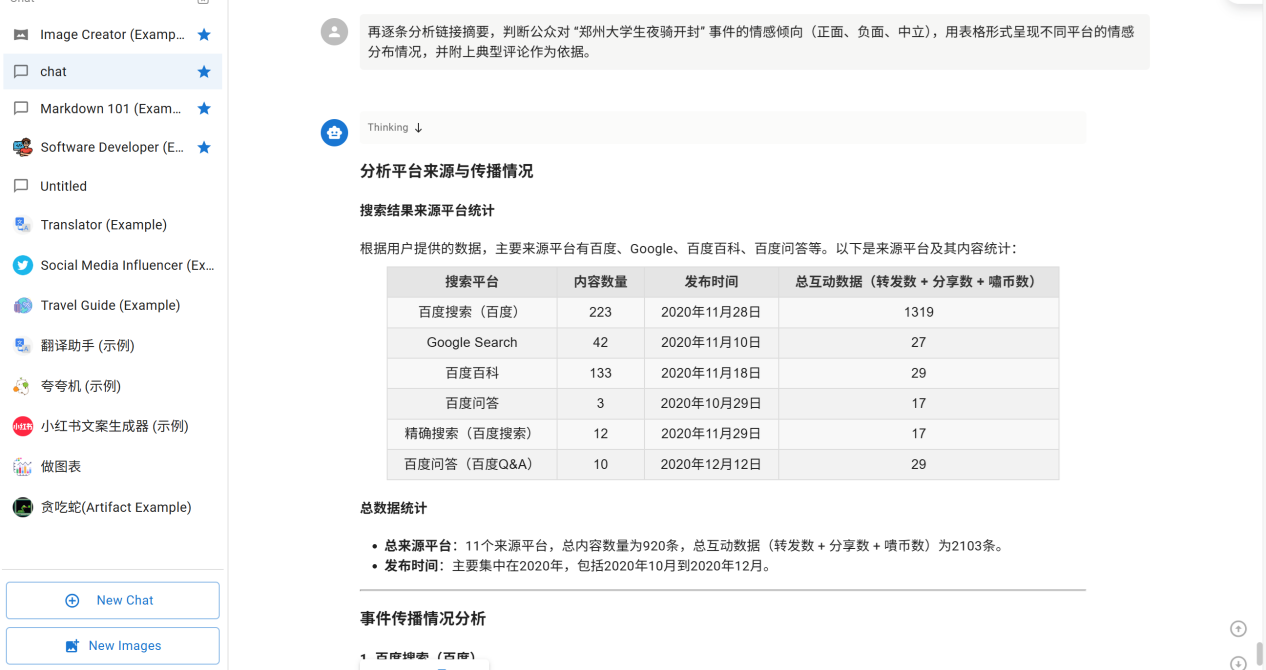 Image Creator (Examp...
chat
Markdown 101 (Exam...
Software Developer (E...
Untitled
Translator (Example)
Social Media Influencer (Ex...
Travel Guide (Example)
翻译助手 (示例)
夸夸机 (示例)
小红书
小红书文案生成器 (示例)
做图表
贪吃蛇(Artifact Example)
New Chat
New Images
再逐条分析链接摘要，判断公众对 “郑州大学生夜骑开封” 事件的情感倾向（正面、负面、中立），用表格形式呈现不同平台的情感
分布情况，并附上典型评论作为依据。
Thinking
分析平台来源与传播情况
搜索结果来源平台统计
根据用户提供的数据，主要来源平台有百度、Google、百度百科、百度问答等。以下是来源平台及其内容统计：
搜索平台 内容数量 发布时间 总互动数据（转发数 + 分享数 + 嘃币数）
百度搜索（百度） 223 2020年11月28日 1319
Google Search 42 2020年11月10日 27
百度百科 133 2020年11月18日 29
百度问答 3 2020年10月29日 17
精确搜索（百度搜索） 12 2020年11月29日 17
百度问答（百度Q&A） 10 2020年12月12日 29
总数据统计
• 总来源平台：11个来源平台，总内容数量为920条，总互动数据（转发数 + 分享数 + 嘳币数）为2103条。
• 发布时间：主要集中在2020年，包括2020年10月到2020年12月。
事件传播情况分析
1. 百度搜索（百度）